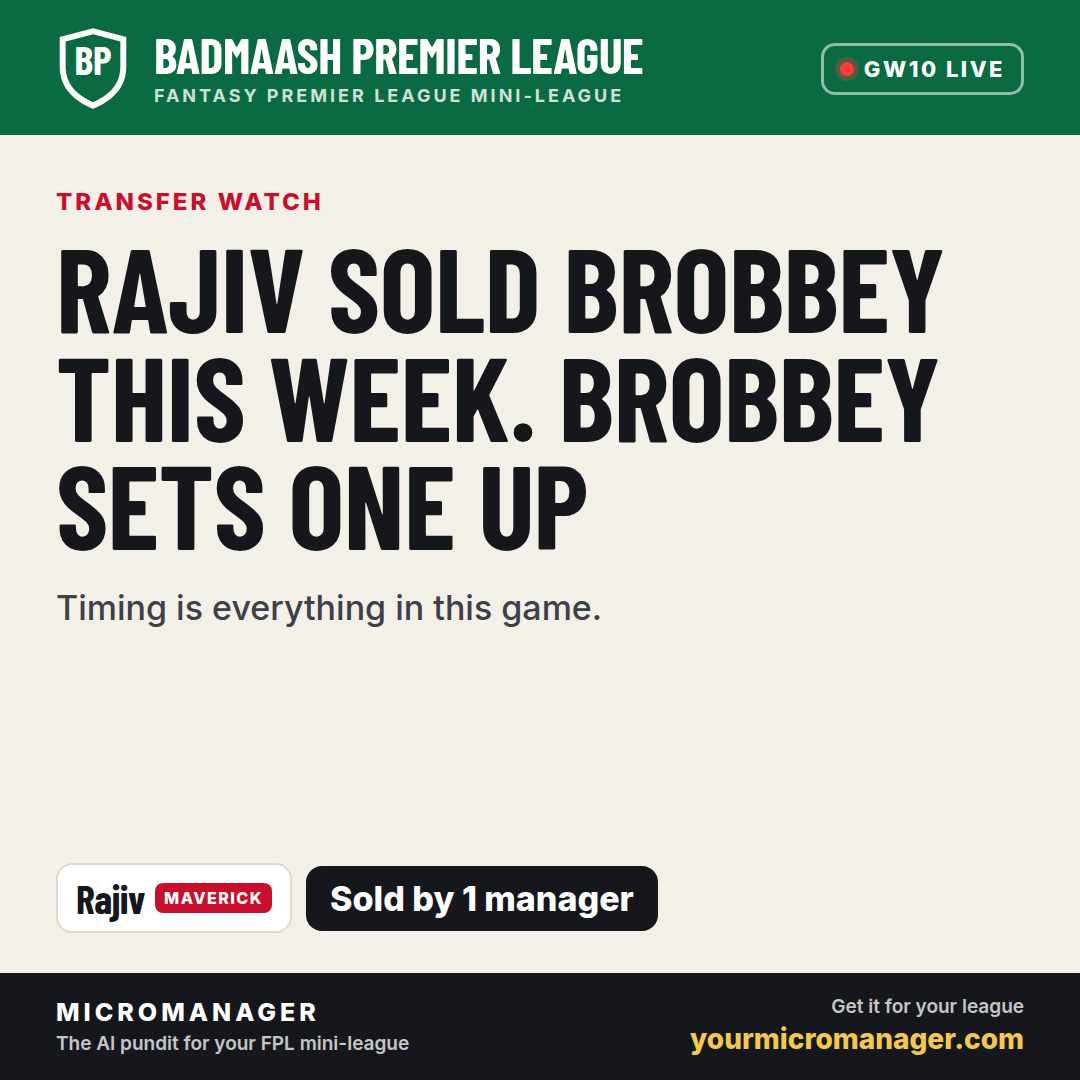 BP
BADMAASH PREMIER LEAGUE
FANTASY PREMIER LEAGUE MINI-LEAGUE
GW10 LIVE
TRANSFER WATCH
RAJIV SOLD BROBBEY
THIS WEEK. BROBBEY
SETS ONE UP
Timing is everything in this game.
Rajiv MAVERICK
Sold by 1 manager
MICROMANAGER
The AI pundit for your FPL mini-league
Get it for your league
yourmicromanager.com